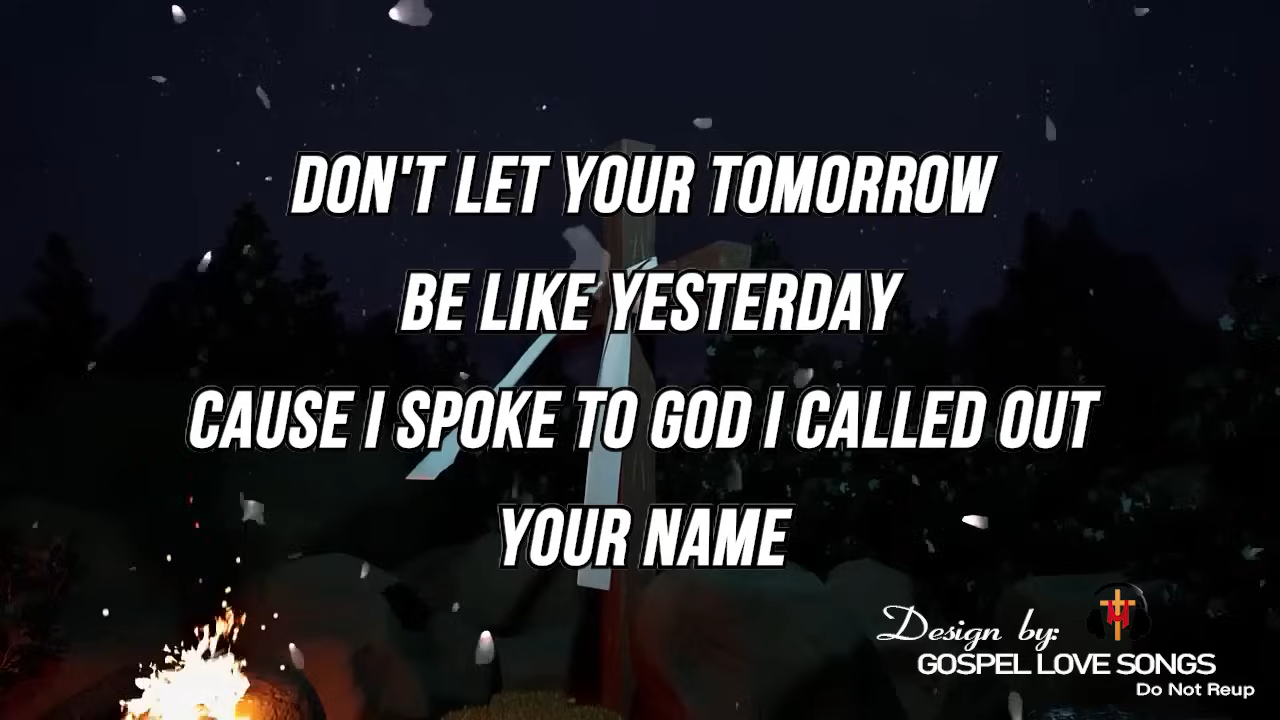 DON'T LET YOUR TOMORROW
BE LIKE YESTERDAY
CAUSE I SPOKE TO GOD I CALLED OUT
YOUR NAME
Design by:
GOSPEL LOVE SONGS
Do Not Reup